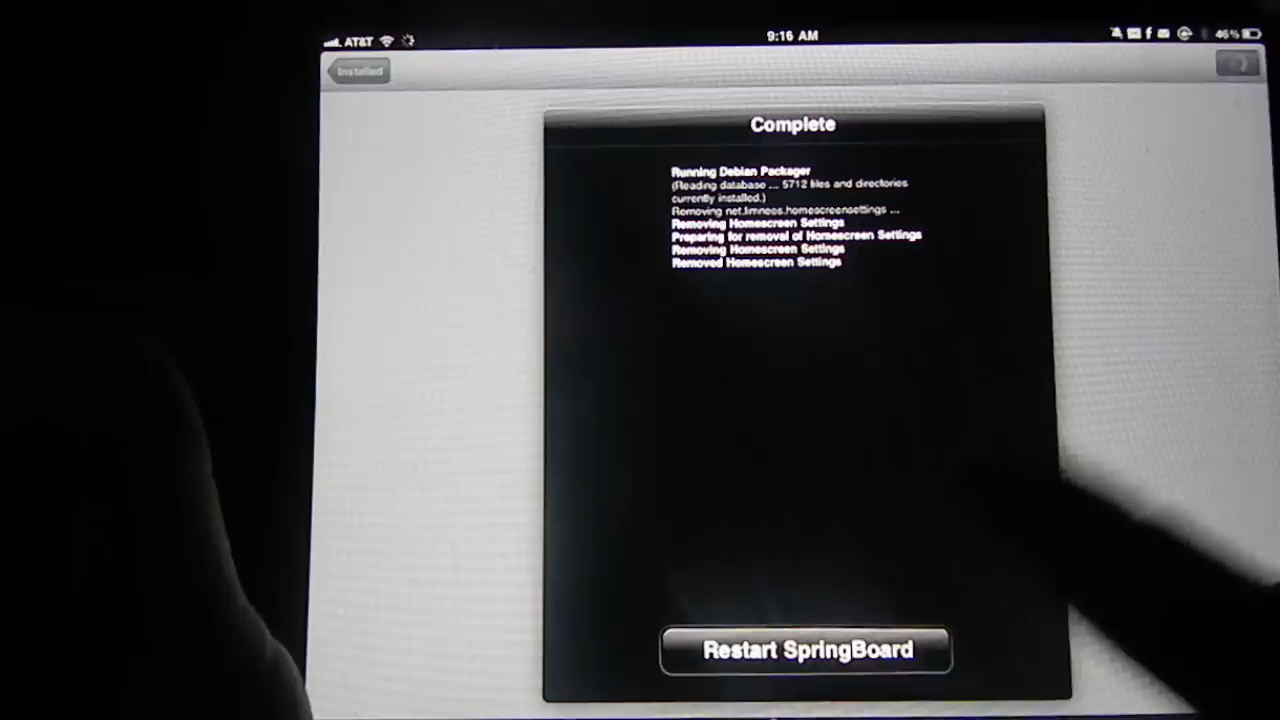 AT&T
9:16 AM
46%
Installed
Complete
Running Debian Packager
(Reading database ... 5712 files and directories
currently installed.)
Removing net.limneos.homescreensettings ...
Removing Homescreen Settings
Preparing for removal of Homescreen Settings
Removing Homescreen Settings
Removed Homescreen Settings
Restart SpringBoard